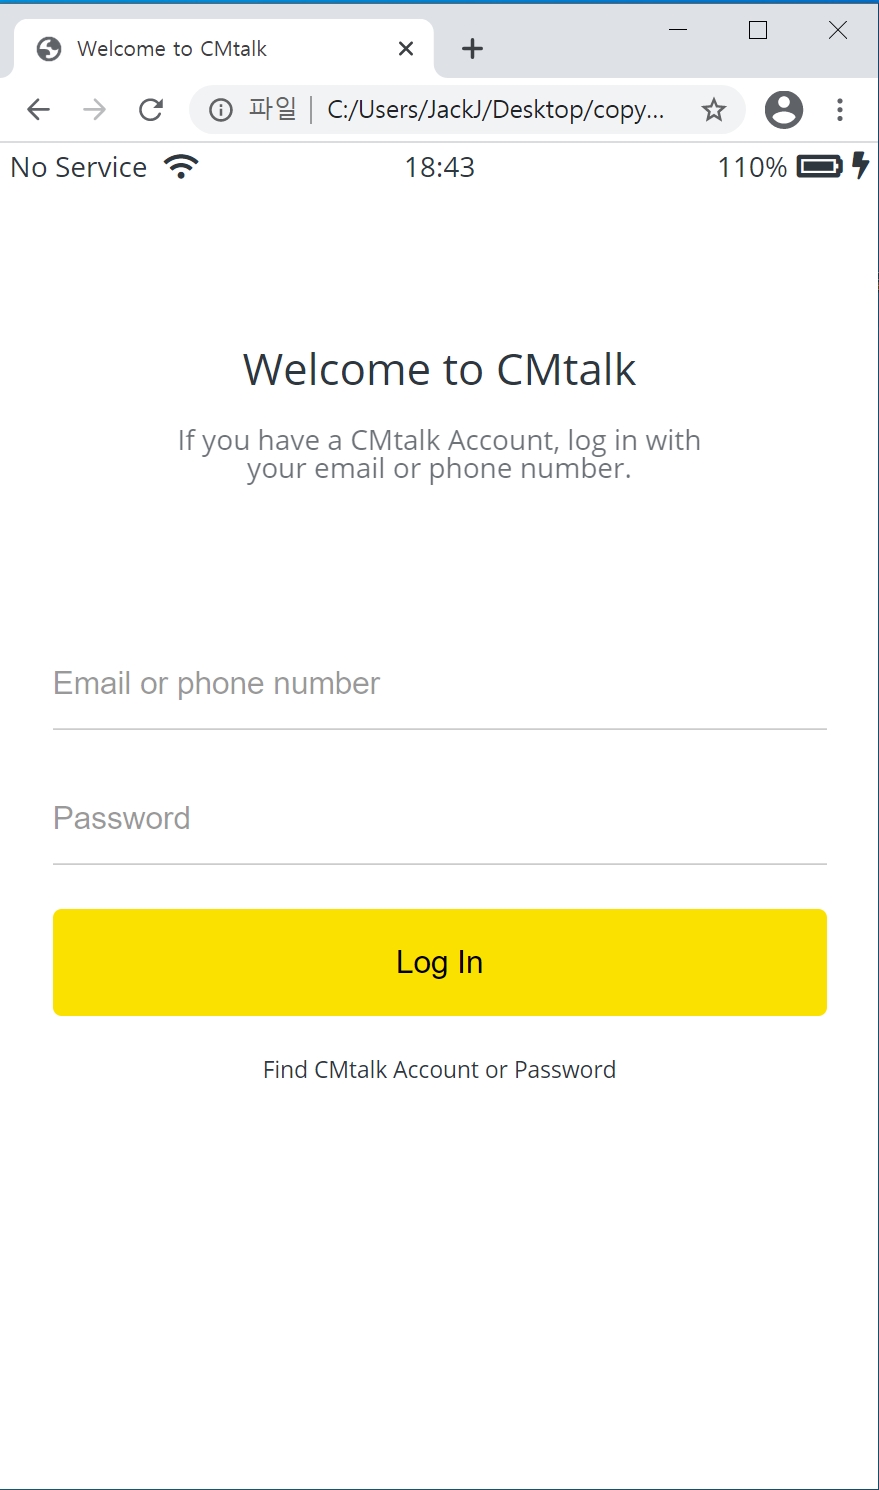 Welcome to CMtalk
파일 | C:/Users/JackJ/Desktop/copy...
No Service 18:43 110%
Welcome to CMtalk
If you have a CMtalk Account, log in with
your email or phone number.
Email or phone number
Password
Log In
Find CMtalk Account or Password